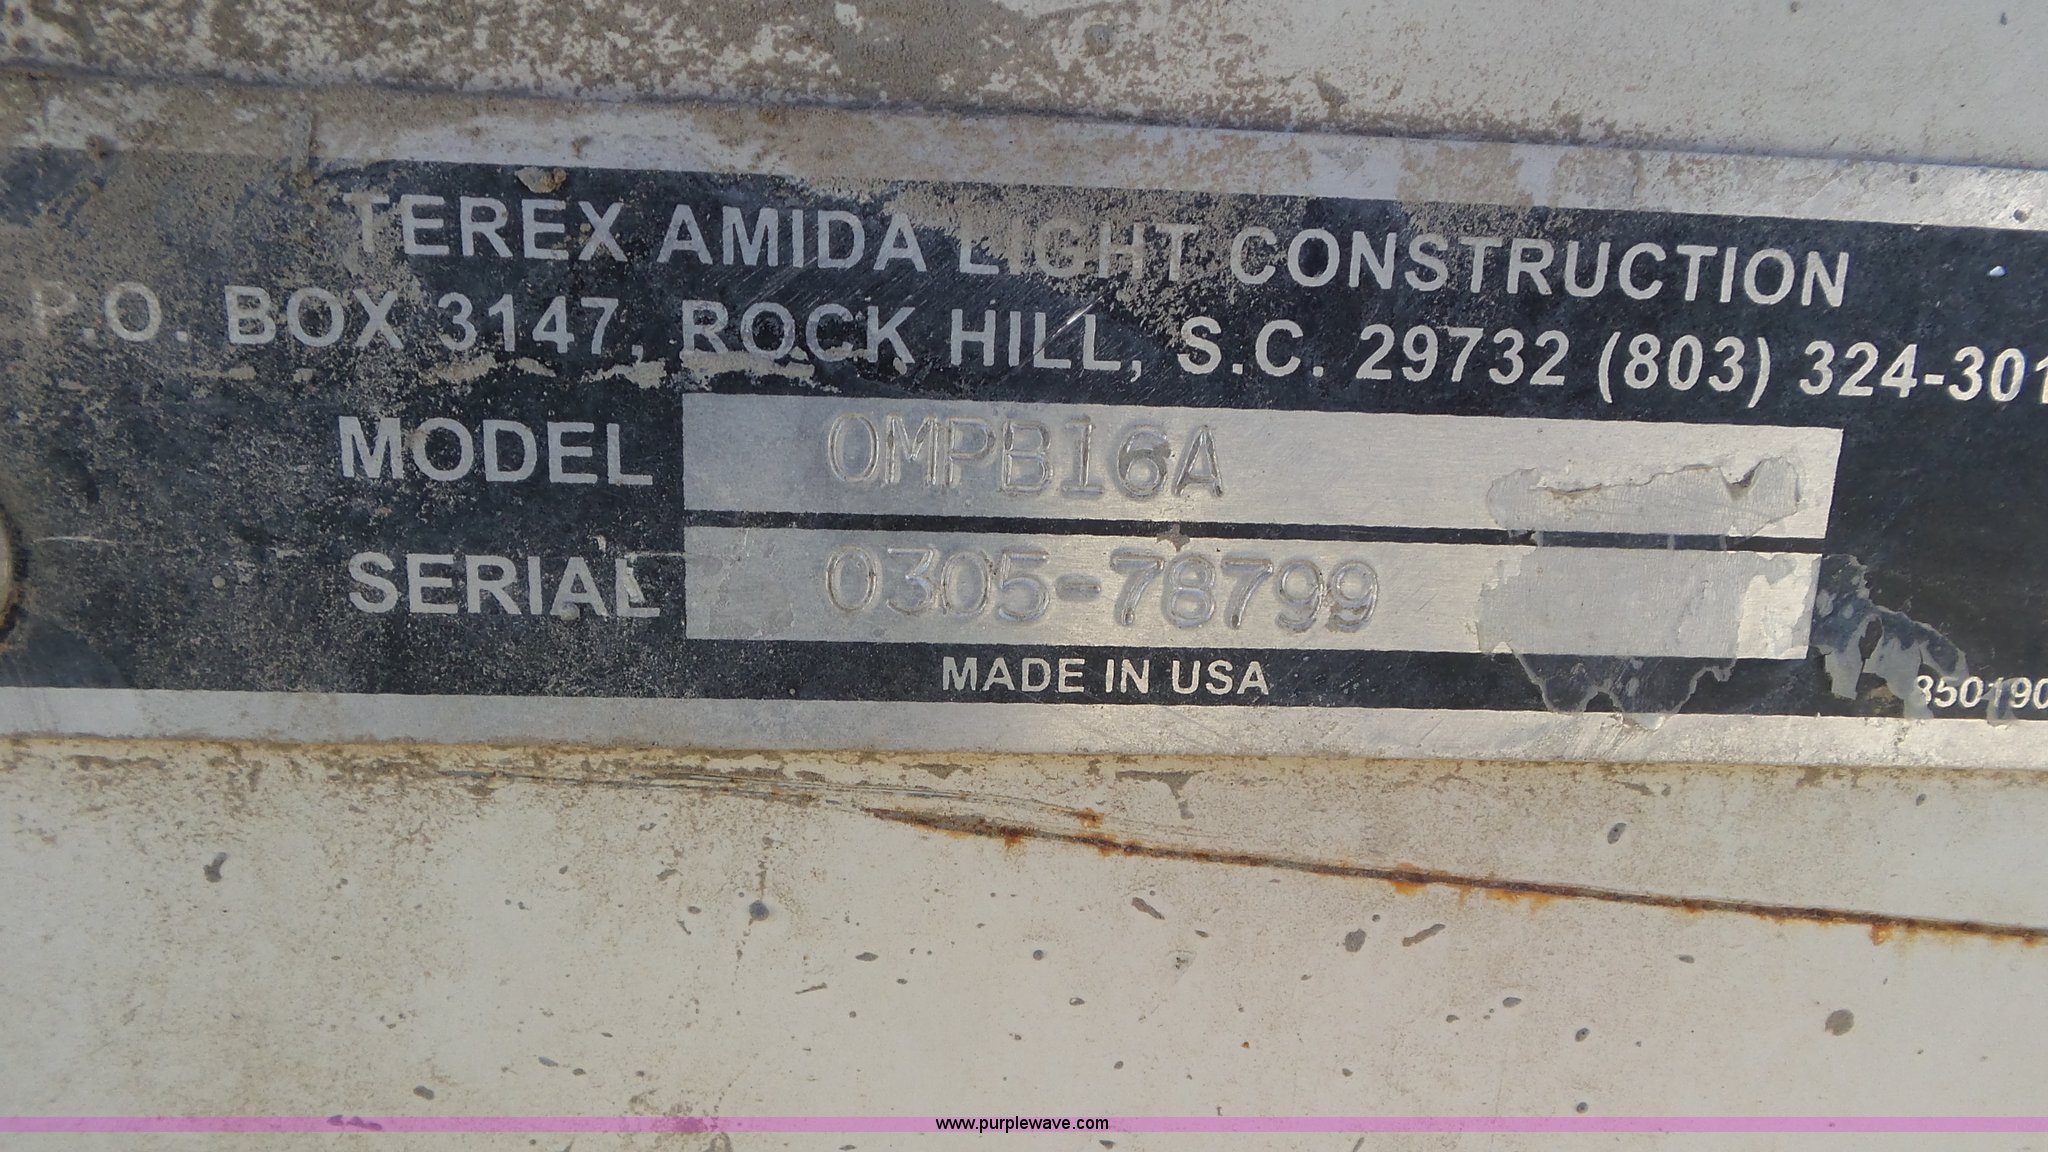 TEREX AMIDA LIGHT CONSTRUCTION
P.O. BOX 3147, ROCK HILL, S.C. 29732 (803) 324-301
MODEL 0MPB16A
SERIAL 0305-78799
MADE IN USA
850190
www.purplewave.com